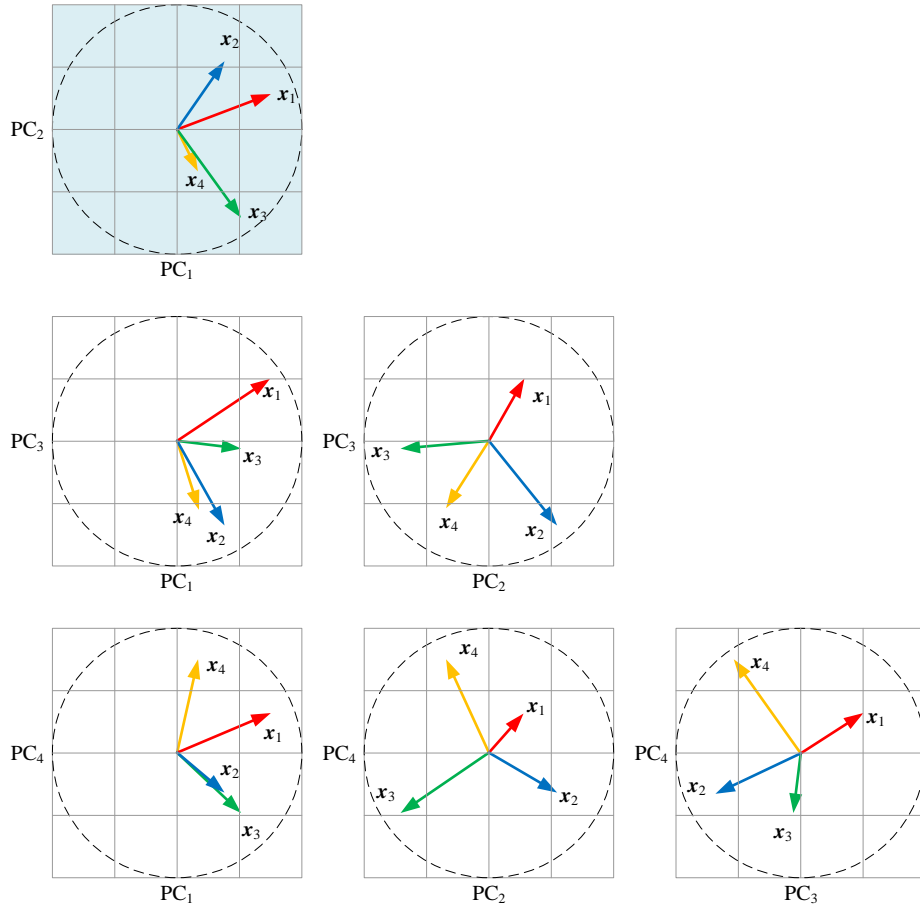 x₂
x₁
PC₂
x₄
x₃
PC₁
x₁
x₁
PC₃
x₃
PC₃
x₃
x₄
x₂
x₄
x₂
PC₁
PC₂
x₄
x₄
x₄
x₁
x₁
x₁
PC₄
x₂
PC₄
x₃
x₂
PC₄
x₂
x₃
x₃
PC₁
PC₂
PC₃